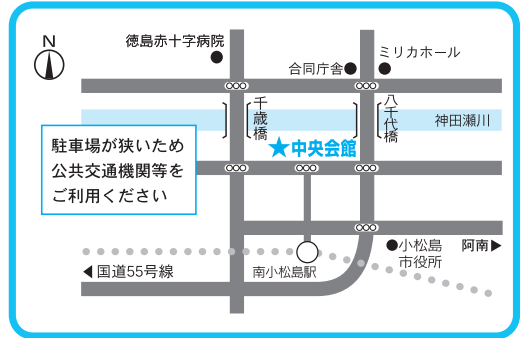 N
徳島赤十字病院
ミリカホール
合同庁舎
千歳橋
八千代橋
神田瀬川
★中央会館
駐車場が狭いため
公共交通機関等を
ご利用ください
小松島
市役所
阿南▶
◀国道55号線
南小松島駅